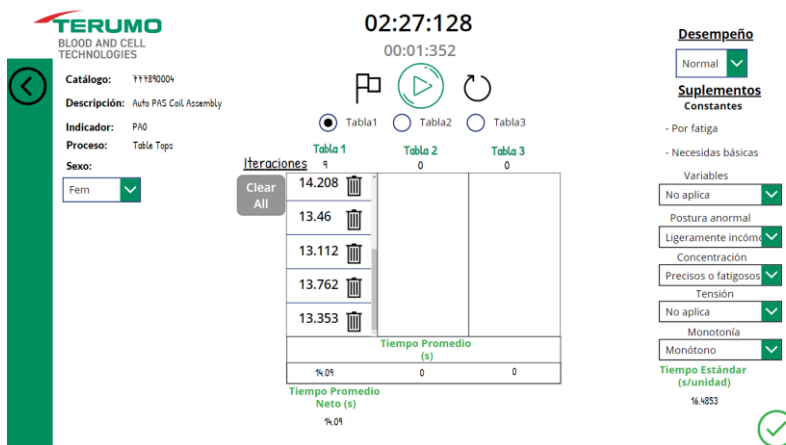 TERUMO
BLOOD AND CELL
TECHNOLOGIES
02:27:128
00:01:352
Desempeño
Normal
Catálogo: 777890004
Descripción: Auto PAS Coil Assembly
Indicador: PA0
Proceso: Table Tops
Sexo:
Fem
Tabla1
Tabla2
Tabla3
Iteraciones
Tabla 1
Tabla 2
Tabla 3
9
0
0
Clear
All
14.208
13.46
13.112
13.762
13.353
Tiempo Promedio
(s)
14.09
0
0
Tiempo Promedio
Neto (s)
14.09
Suplementos
Constantes
- Por fatiga
- Necesidas básicas
Variables
No aplica
Postura anormal
Ligeramente incómo
Concentración
Precisos o fatigosos
Tensión
No aplica
Monotonía
Monótono
Tiempo Estándar
(s/unidad)
16.4853